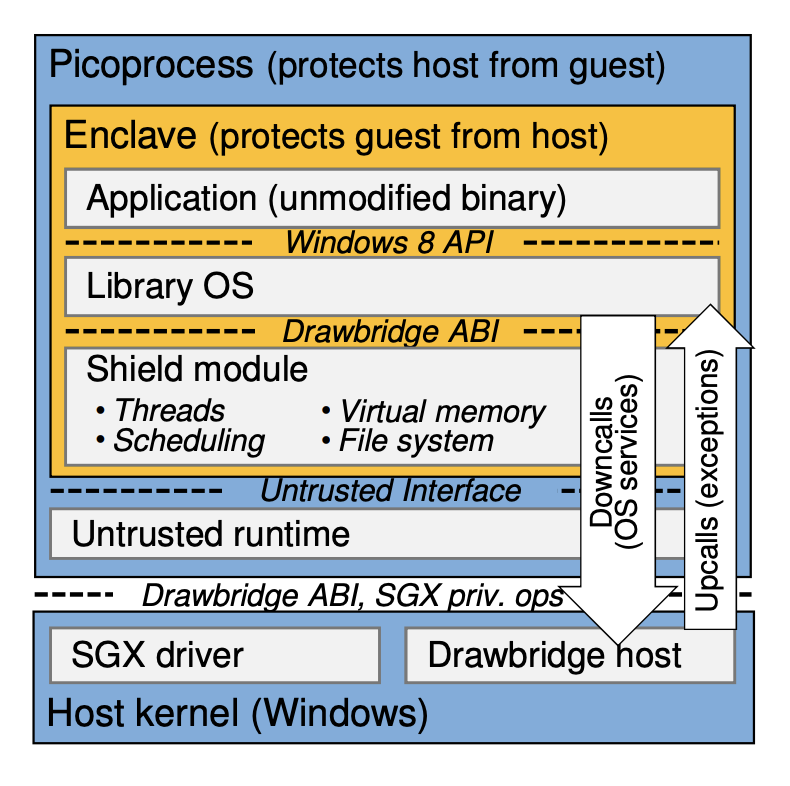 Picoprocess (protects host from guest)
Enclave (protects guest from host)
Application (unmodified binary)
Windows 8 API
Library OS
Drawbridge ABI
Shield module
• Threads
• Virtual memory
• Scheduling
• File system
Untrusted Interface
Untrusted runtime
Downcalls
(OS services)
Upcalls (exceptions)
Drawbridge ABI, SGX priv. ops
SGX driver
Drawbridge host
Host kernel (Windows)